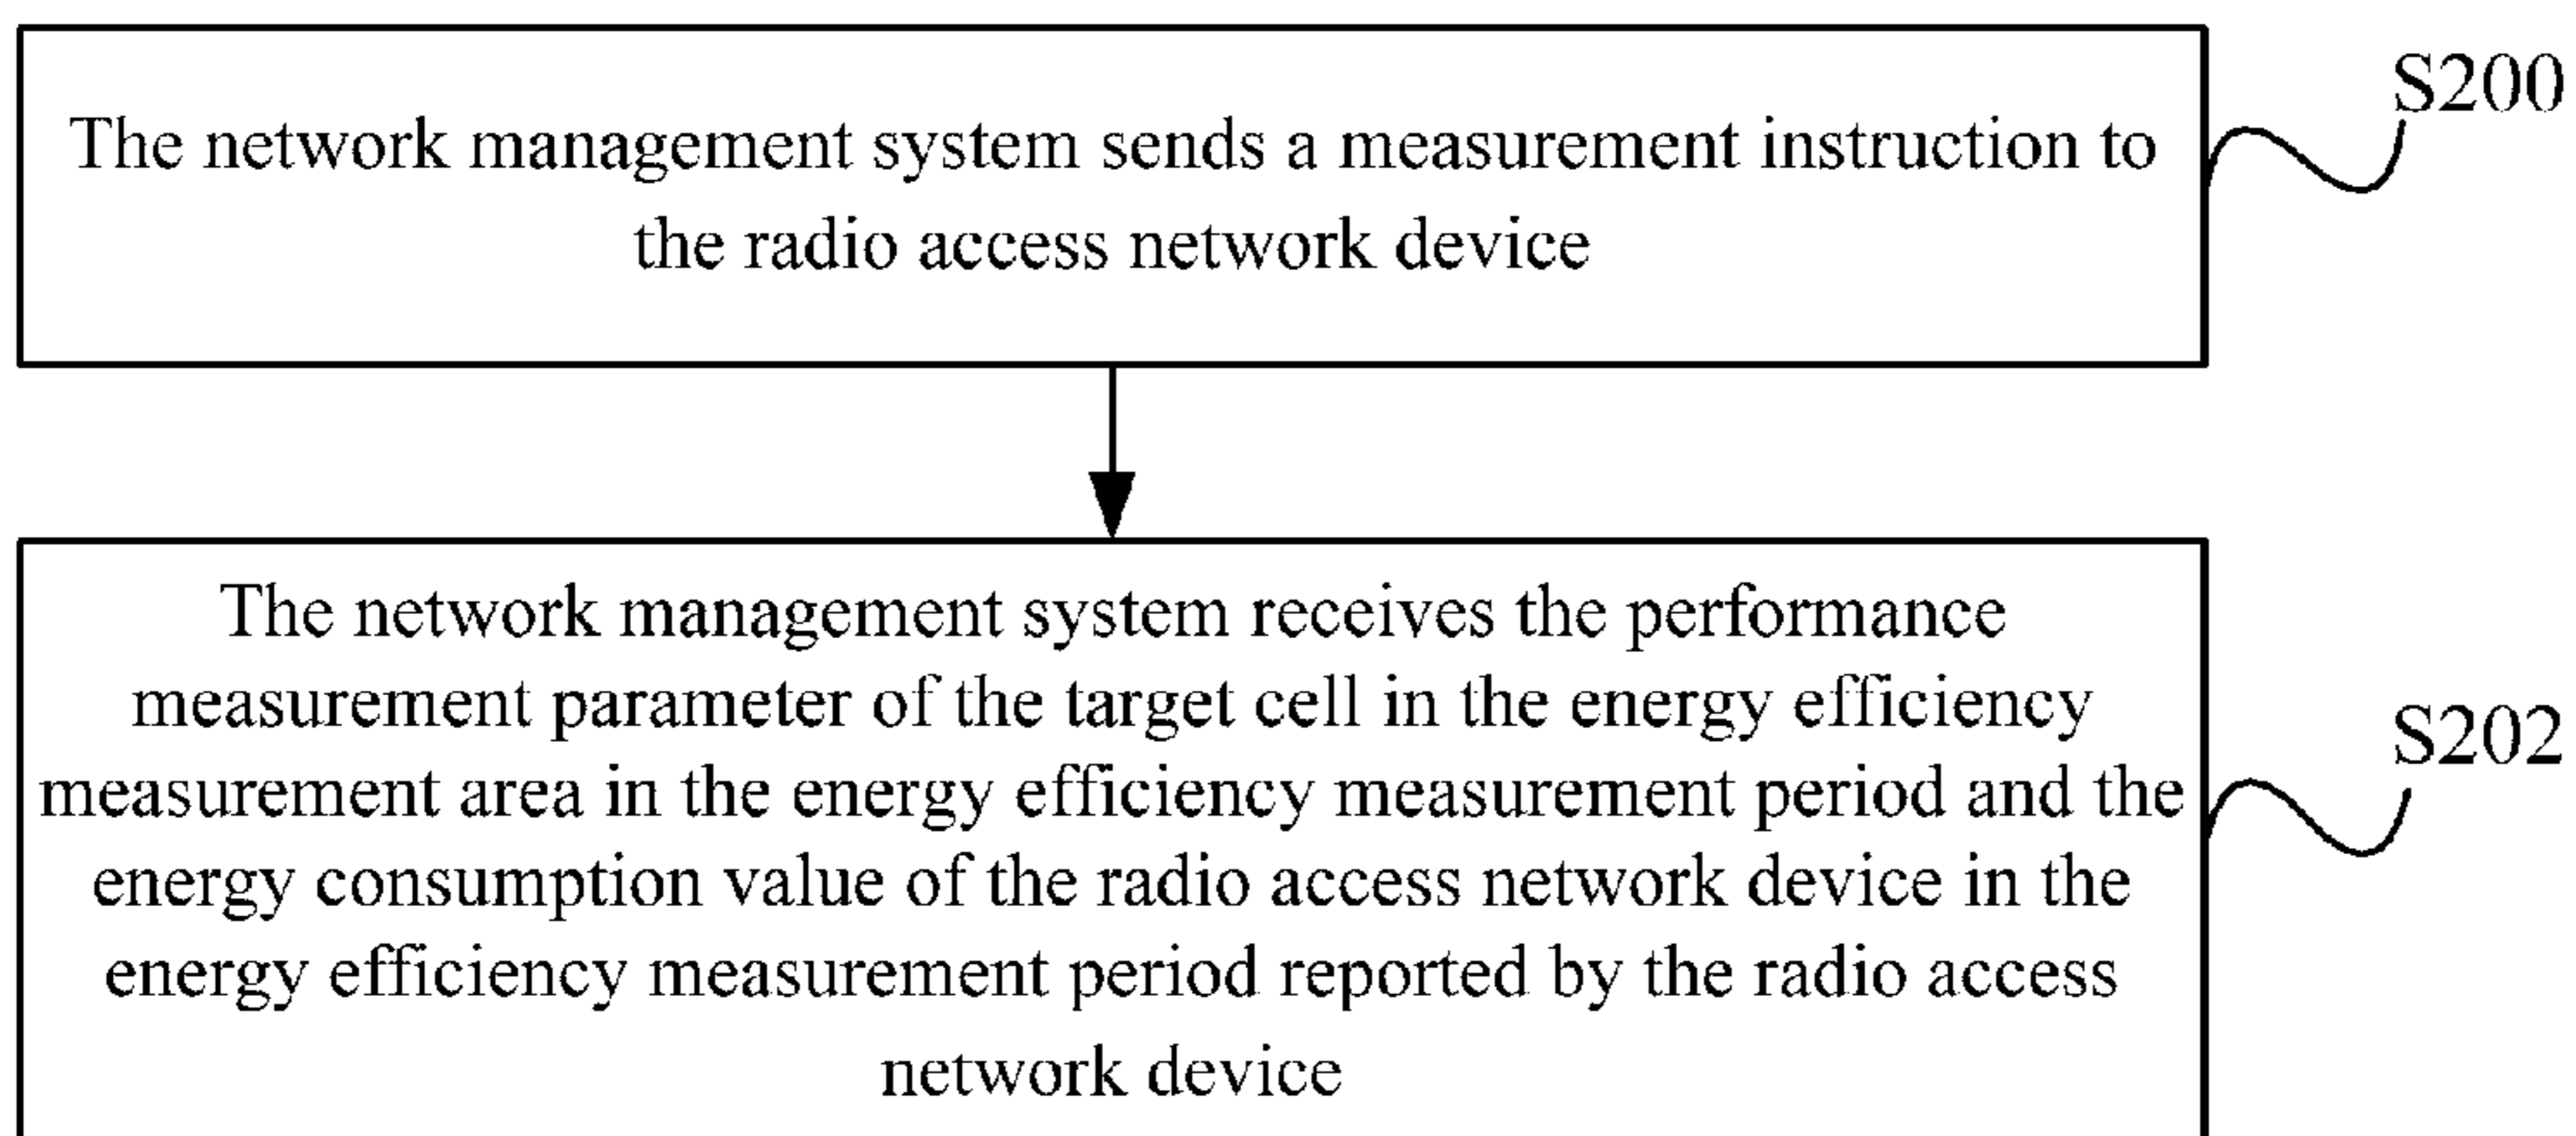 The network management system sends a measurement instruction to
the radio access network device
S200
The network management system receives the performance
measurement parameter of the target cell in the energy efficiency
measurement area in the energy efficiency measurement period and the
energy consumption value of the radio access network device in the
energy efficiency measurement period reported by the radio access
network device
S202